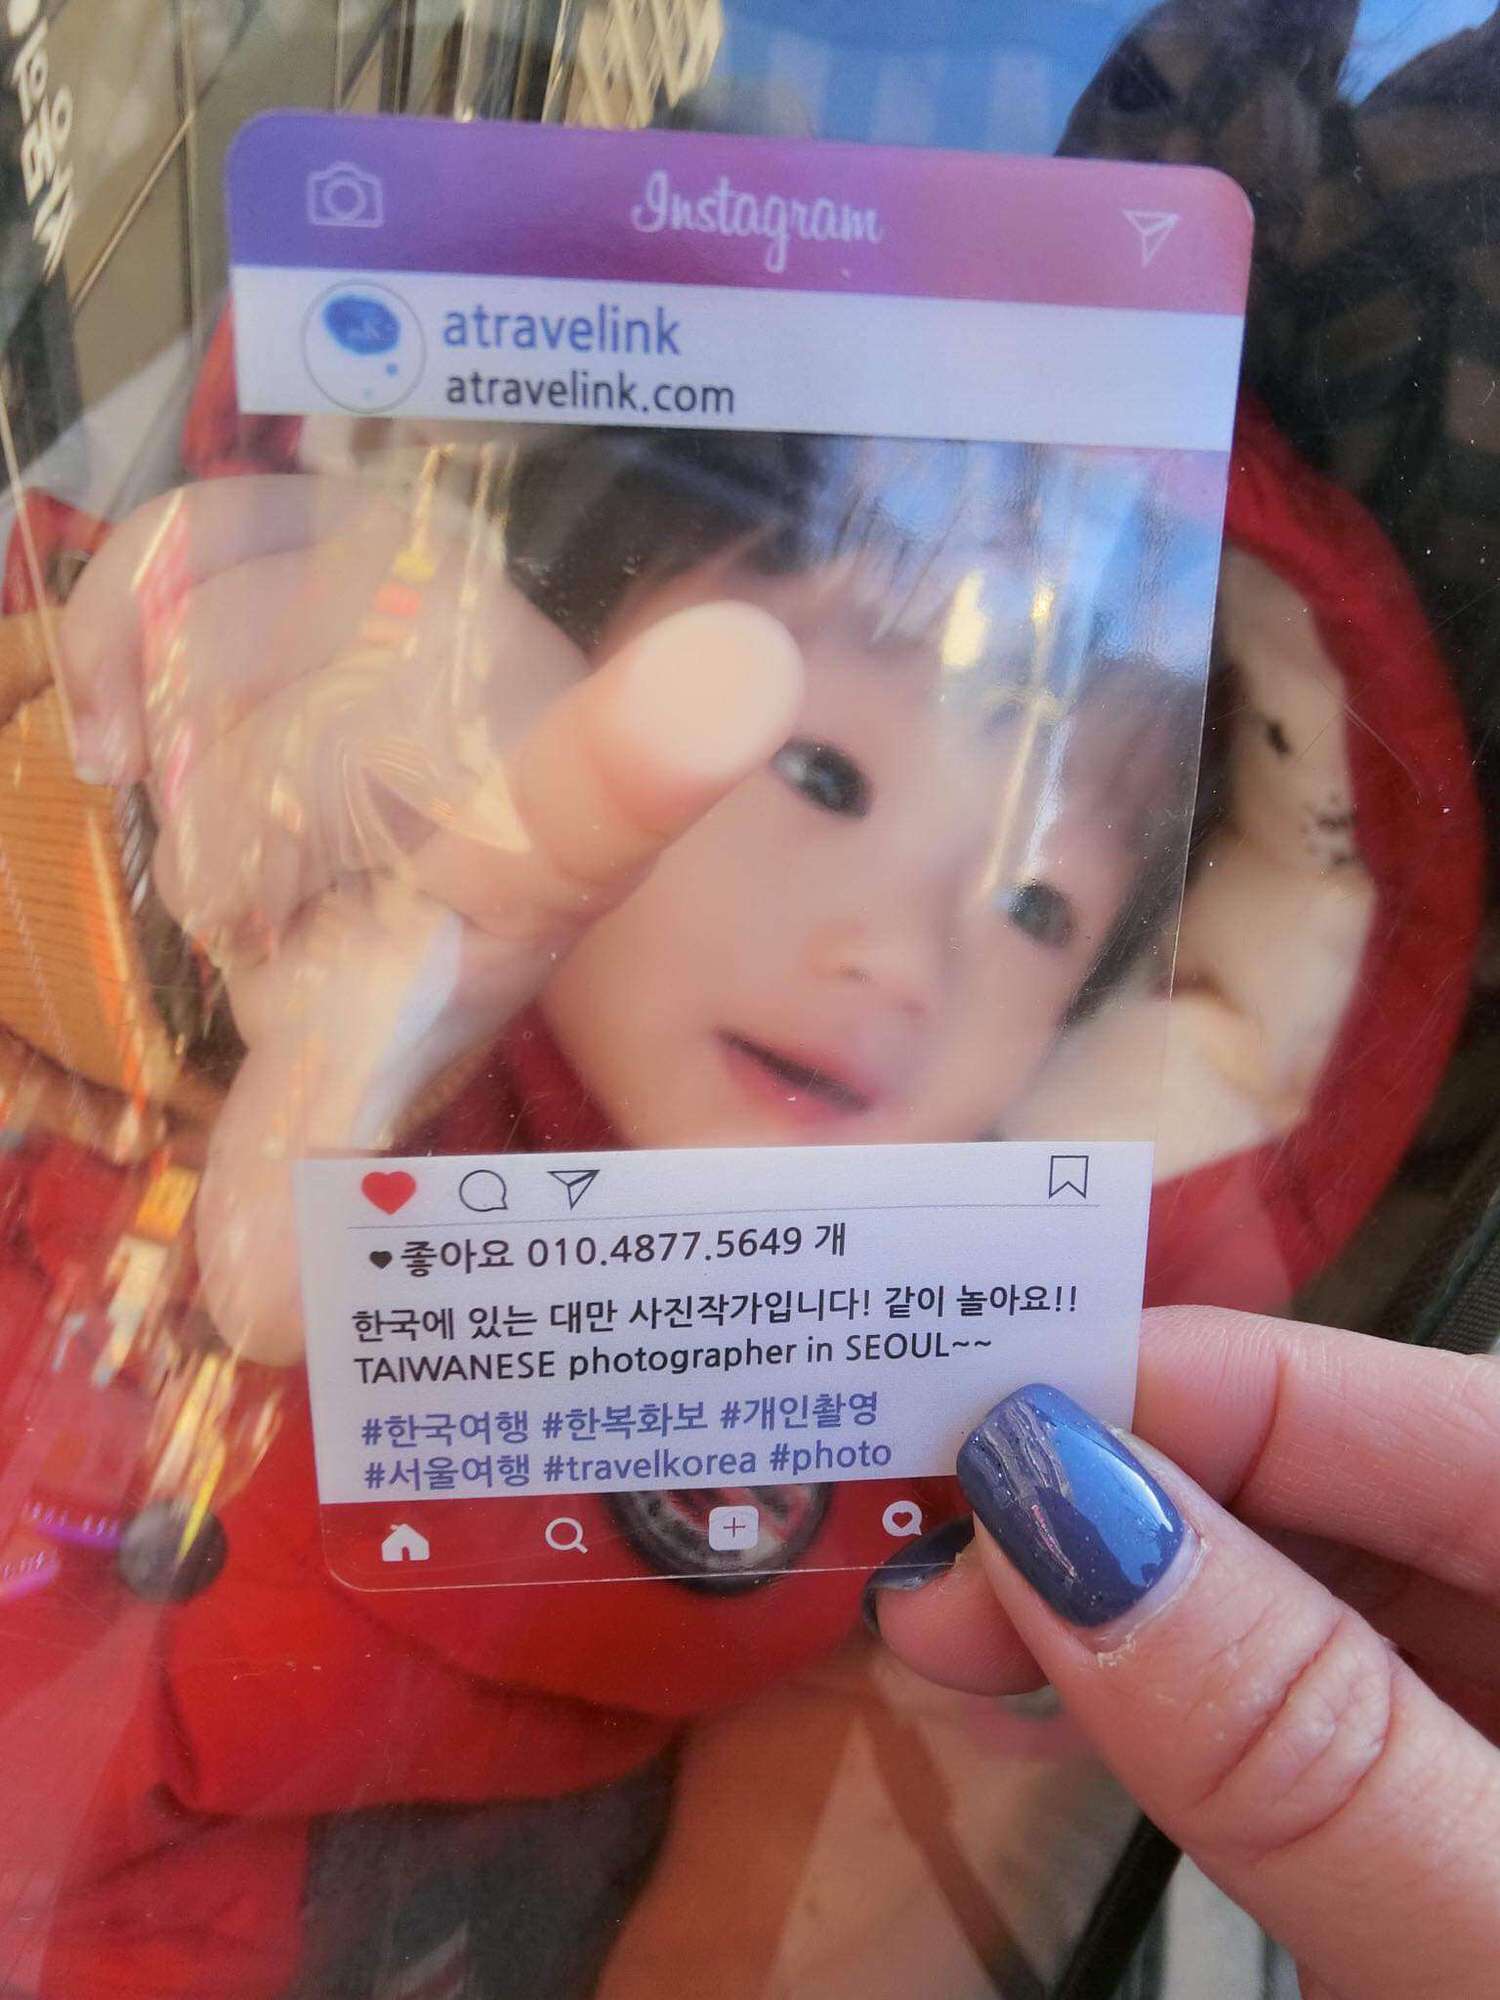 Instagram
atravelink
atravelink.com
♥좋아요 010.4877.5649 개
한국에 있는 대만 사진작가입니다! 같이 놀아요!!
TAIWANESE photographer in SEOUL~~
#한국여행 #한복화보 #개인촬영
#서울여행 #travelkorea #photo